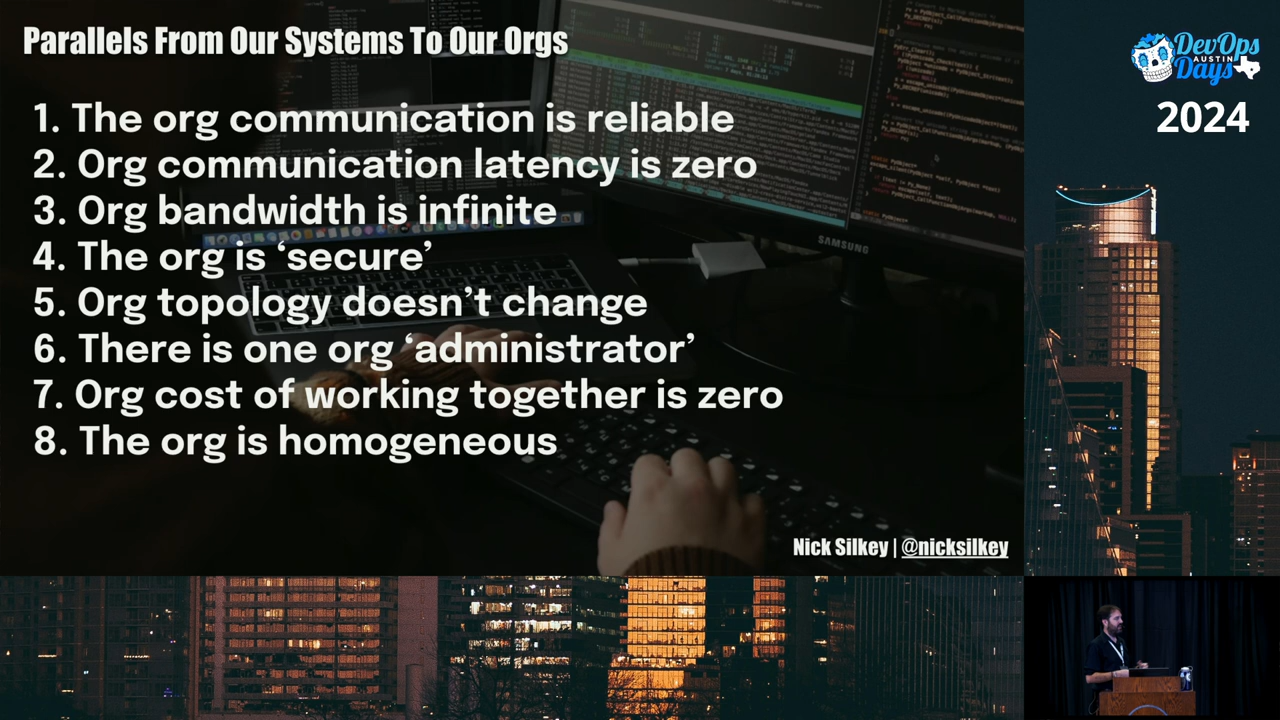 Parallels From Our Systems To Our Orgs
1. The org communication is reliable
2. Org communication latency is zero
3. Org bandwidth is infinite
4. The org is ‘secure’
5. Org topology doesn’t change
6. There is one org ‘administrator’
7. Org cost of working together is zero
8. The org is homogeneous
Nick Silkey | @nicksilkey
DevOps
AUSTIN
Days
2024
SAMSUNG